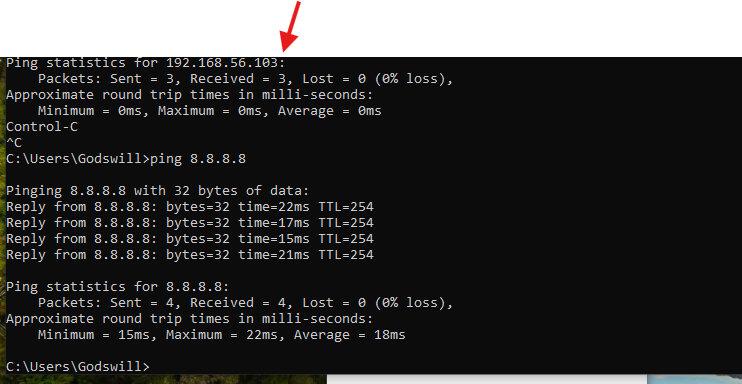 Ping statistics for 192.168.56.103:
Packets: Sent = 3, Received = 3, Lost = 0 (0% loss),
Approximate round trip times in milli-seconds:
Minimum = 0ms, Maximum = 0ms, Average = 0ms
Control-C
^C
C:\Users\Godswill>ping 8.8.8.8
Pinging 8.8.8.8 with 32 bytes of data:
Reply from 8.8.8.8: bytes=32 time=22ms TTL=254
Reply from 8.8.8.8: bytes=32 time=17ms TTL=254
Reply from 8.8.8.8: bytes=32 time=15ms TTL=254
Reply from 8.8.8.8: bytes=32 time=21ms TTL=254
Ping statistics for 8.8.8.8:
Packets: Sent = 4, Received = 4, Lost = 0 (0% loss),
Approximate round trip times in milli-seconds:
Minimum = 15ms, Maximum = 22ms, Average = 18ms
C:\Users\Godswill>